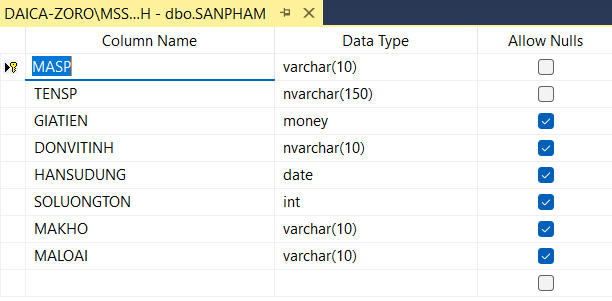 DAICA-ZORO\MSS...H - dbo.SANPHAM
Column Name Data Type Allow Nulls
MASP varchar(10)
TENSP nvarchar(150)
GIATIEN money
DONVITINH nvarchar(10)
HANSUDUNG date
SOLUONGTON int
MAKHO varchar(10)
MALOAI varchar(10)